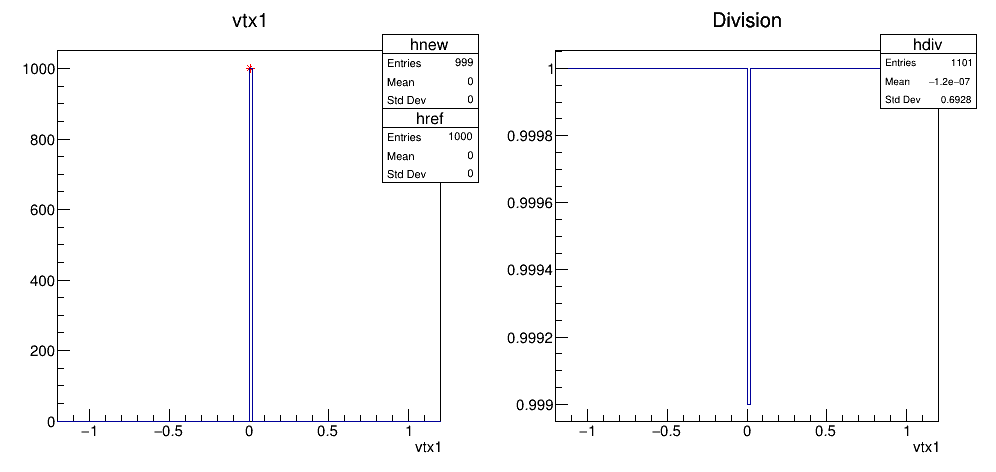 vtx1
hnew
Entries 999
Mean 0
Std Dev 0
href
Entries 1000
Mean 0
Std Dev 0
1000
800
600
400
200
0
−1 −0.5 0 0.5 1
vtx1
Division
hdiv
Entries 1101
Mean −1.2e−07
Std Dev 0.6928
1
0.9998
0.9996
0.9994
0.9992
0.999
−1 −0.5 0 0.5 1
vtx1